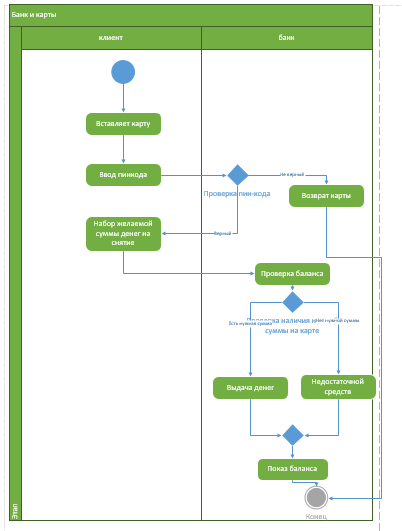 Банк и карты
клиент
банк
Вставляет карту
Ввод пинкода
Не верный
Проверка пин-кода
Возврат карты
Набор желаемой
суммы денег на
снятие
Верный
Проверка баланса
наличия
Есть нужная сумма
Нет нужной суммы
суммы на карте
Выдача денег
Недостаточной
средств
Показ баланса
Конец
Этап